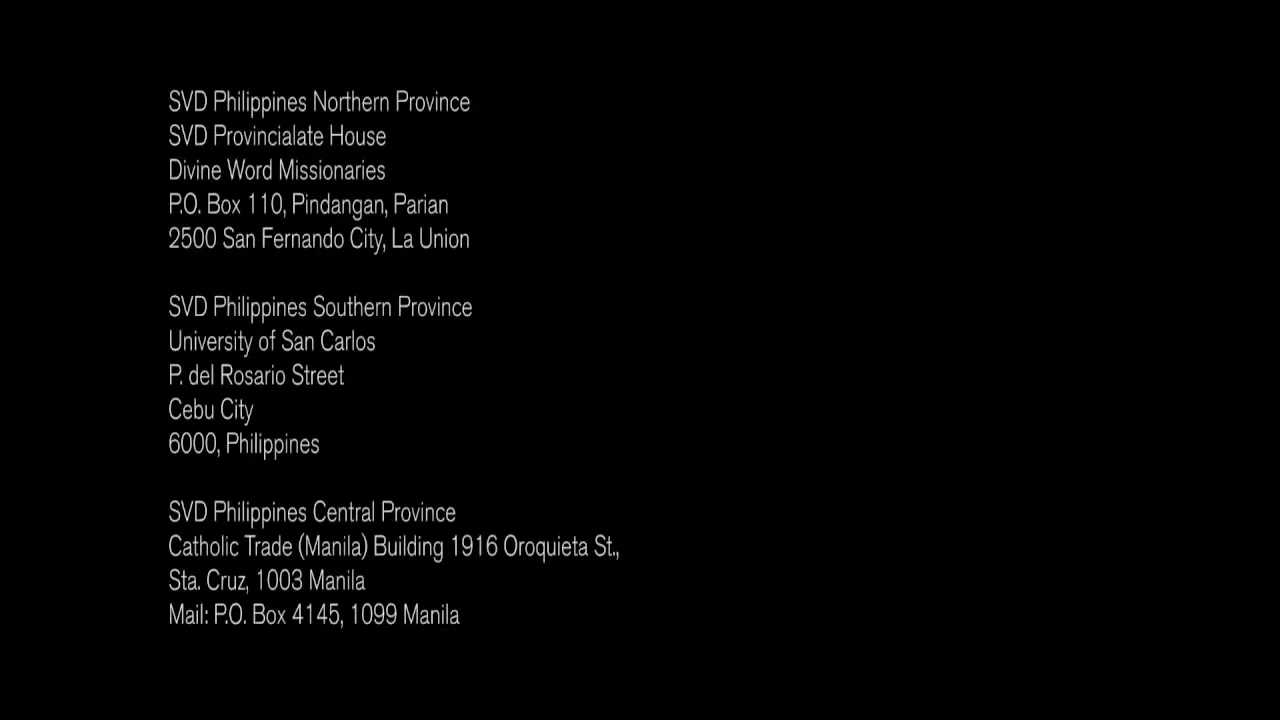 SVD Philippines Northern Province
SVD Provincialate House
Divine Word Missionaries
P.O. Box 110, Pindangan, Parian
2500 San Fernando City, La Union
SVD Philippines Southern Province
University of San Carlos
P. del Rosario Street
Cebu City
6000, Philippines
SVD Philippines Central Province
Catholic Trade (Manila) Building 1916 Oroquieta St.,
Sta. Cruz, 1003 Manila
Mail: P.O. Box 4145, 1099 Manila